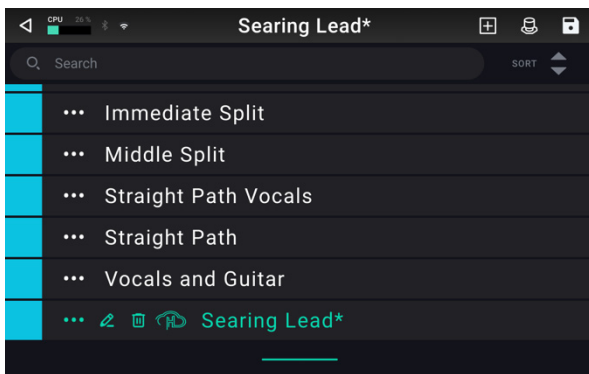 CPU 26%
Searing Lead*
Search
SORT
Immediate Split
Middle Split
Straight Path Vocals
Straight Path
Vocals and Guitar
HD Searing Lead*